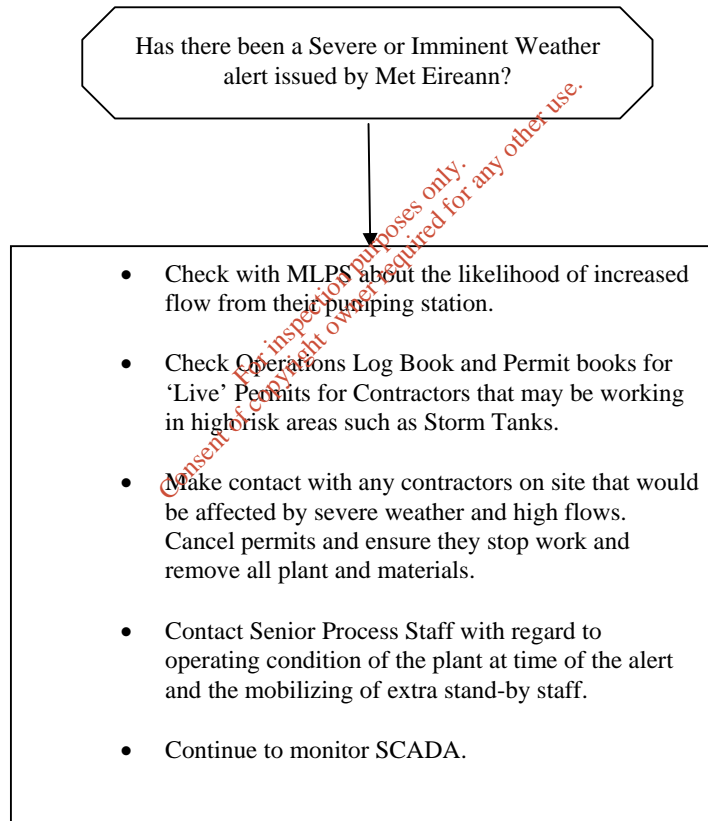 Has there been a Severe or Imminent Weather
alert issued by Met Eireann?
For inspection purposes only.
Consent of copyright owner required for any other use.
• Check with MLPS about the likelihood of increased
flow from their pumping station.
• Check Operations Log Book and Permit books for
‘Live’ Permits for Contractors that may be working
in high risk areas such as Storm Tanks.
• Make contact with any contractors on site that would
be affected by severe weather and high flows.
Cancel permits and ensure they stop work and
remove all plant and materials.
• Contact Senior Process Staff with regard to
operating condition of the plant at time of the alert
and the mobilizing of extra stand-by staff.
• Continue to monitor SCADA.